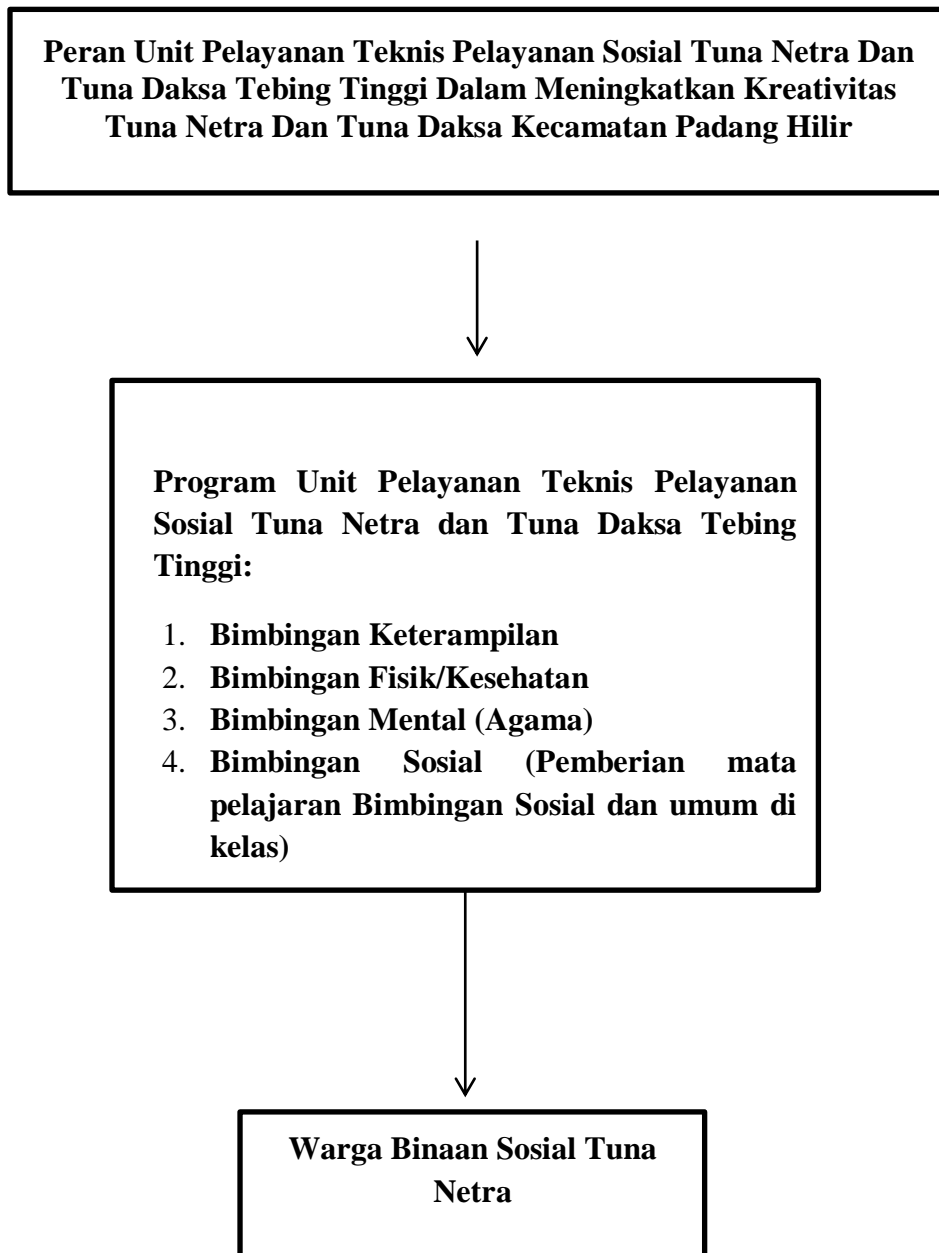 Peran Unit Pelayanan Teknis Pelayanan Sosial Tuna Netra Dan
Tuna Daksa Tebing Tinggi Dalam Meningkatkan Kreativitas
Tuna Netra Dan Tuna Daksa Kecamatan Padang Hilir
Program Unit Pelayanan Teknis Pelayanan
Sosial Tuna Netra dan Tuna Daksa Tebing
Tinggi:
1. Bimbingan Keterampilan
2. Bimbingan Fisik/Kesehatan
3. Bimbingan Mental (Agama)
4. Bimbingan Sosial (Pemberian mata
pelajaran Bimbingan Sosial dan umum di
kelas)
Warga Binaan Sosial Tuna
Netra